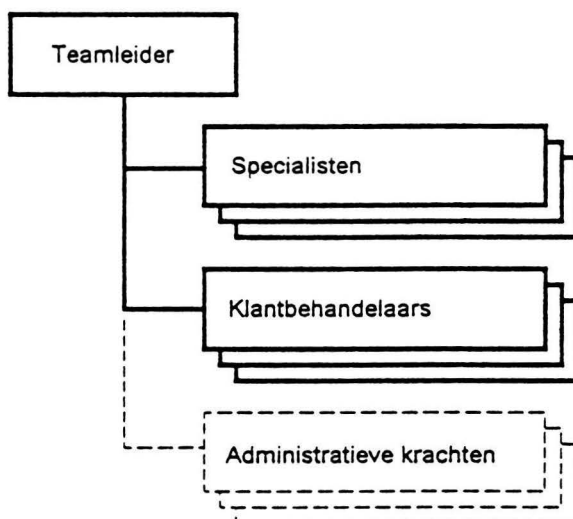 Teamleider
Specialisten
Klantbehandelaars
Administratieve krachten